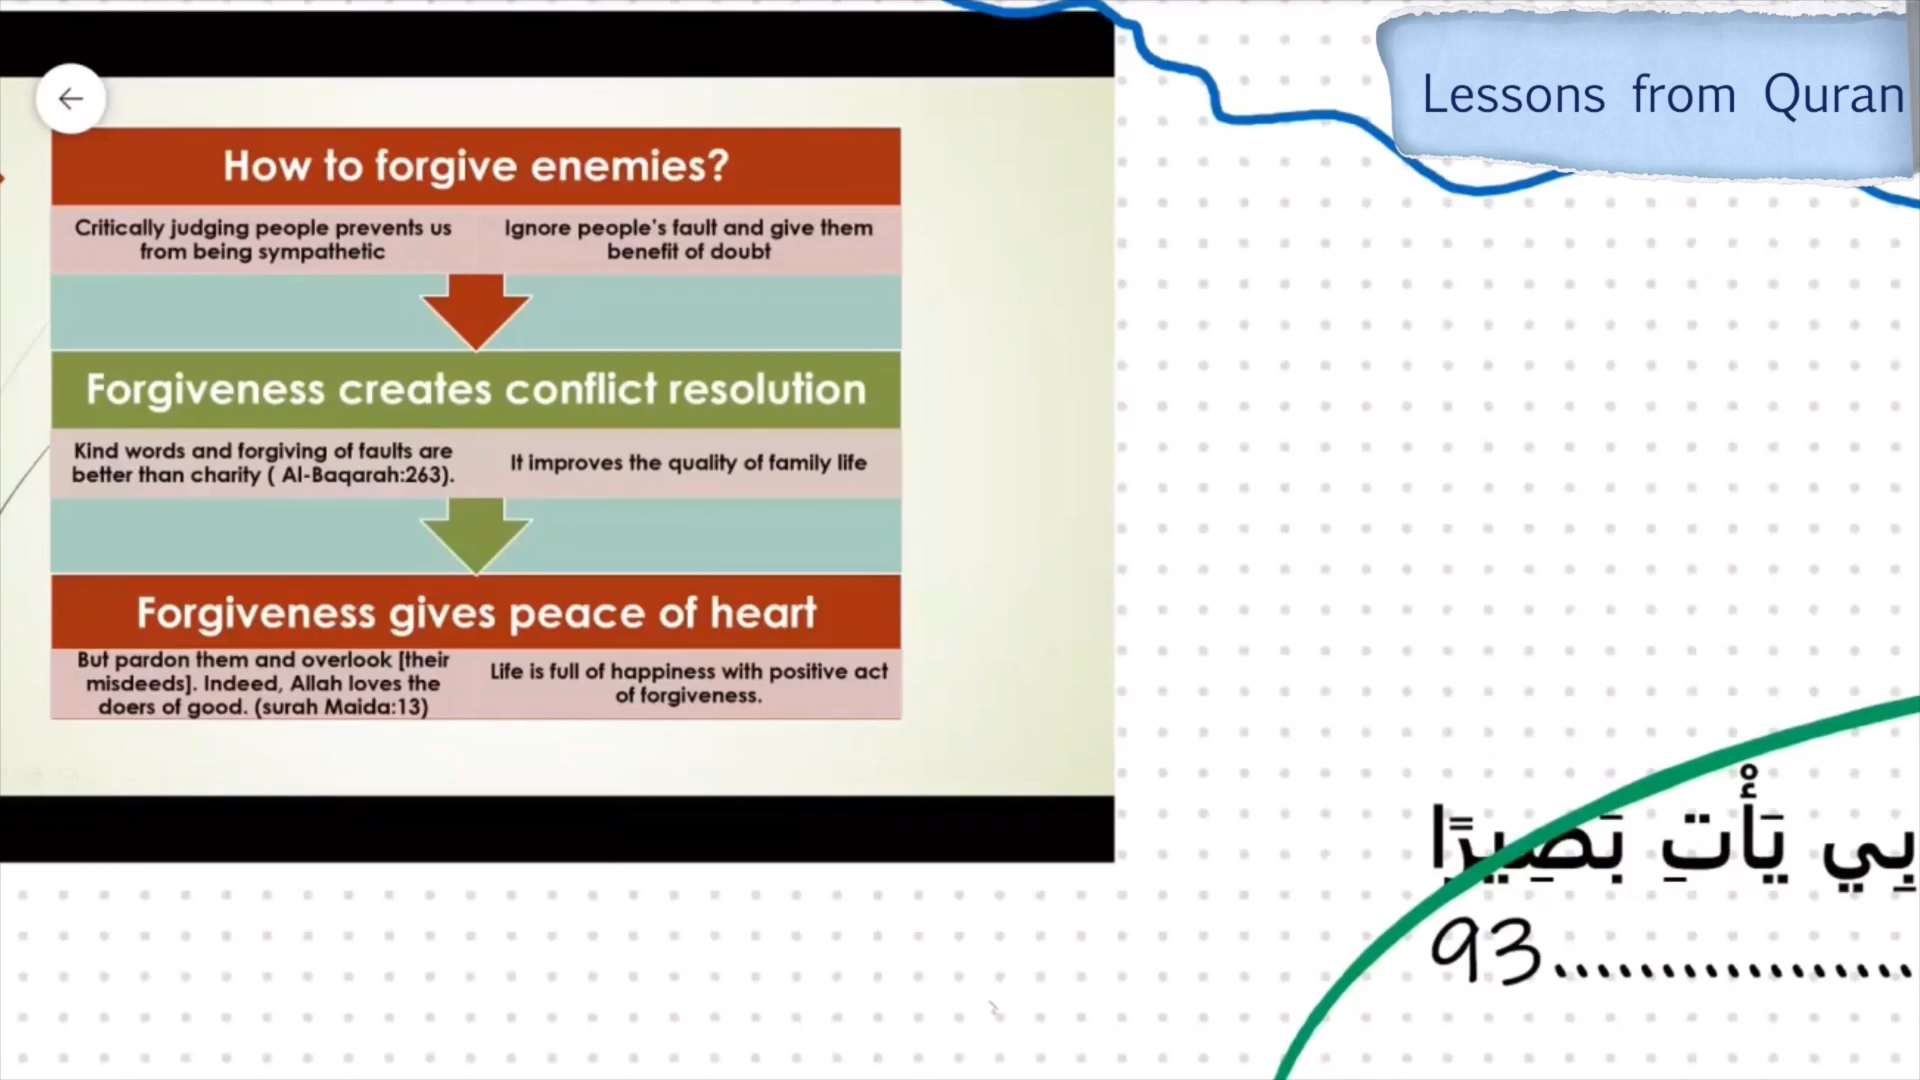 Lessons from Quran
How to forgive enemies?
Critically judging people prevents us
from being sympathetic
Ignore people's fault and give them
benefit of doubt
Forgiveness creates conflict resolution
Kind words and forgiving of faults are
better than charity ( Al-Baqarah:263).
It improves the quality of family life
Forgiveness gives peace of heart
But pardon them and overlook [their
misdeeds]. Indeed, Allah loves the
doers of good. (surah Maida:13)
Life is full of happiness with positive act
of forgiveness.
يَأْتِ بَصِيرًا
93.................